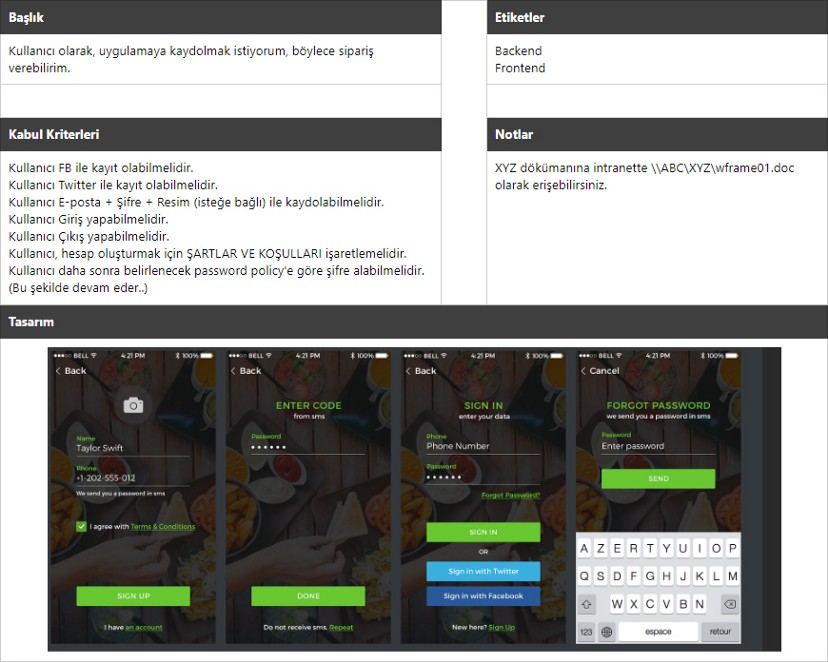 Başlık
Kullanıcı olarak, uygulamaya kaydolmak istiyorum, böylece sipariş
verebilirim.
Etiketler
Backend
Frontend
Kabul Kriterleri
Kullanıcı FB ile kayıt olabilmelidir.
Kullanıcı Twitter ile kayıt olabilmelidir.
Kullanıcı E-posta + Şifre + Resim (isteğe bağlı) ile kaydolabilmelidir.
Kullanıcı Giriş yapabilmelidir.
Kullanıcı Çıkış yapabilmelidir.
Kullanıcı, hesap oluşturmak için ŞARTLAR VE KOŞULLARI işaretlemelidir.
Kullanıcı daha sonra belirlenecek password policy'e göre şifre alabilmelidir.
(Bu şekilde devam eder..)
Notlar
XYZ dökümanına intranette \\ABC\XYZ\wframe01.doc
olarak erişebilirsiniz.
Tasarım
BELL 4:21 PM 100%
Back
Name
Taylor Swift
Phone
+1-202-555-012
We send you a password in sms
I agree with Terms & Conditions
SIGN UP
I have an account
BELL 4:21 PM 100%
Back
ENTER CODE
from sms
Password
DONE
Do not receive sms. Repeat
BELL 4:21 PM 100%
Back
SIGN IN
enter your data
Phone
Phone Number
Password
Forgot Password?
SIGN IN
OR
Sign in with Twitter
Sign in with Facebook
New here? Sign Up
BELL 4:21 PM 100%
Cancel
FORGOT PASSWORD
we send you a password in sms
Password
Enter password
SEND
A Z E R T Y U I O P
Q S D F G H J K L M
W X C V B N
123 espace retour